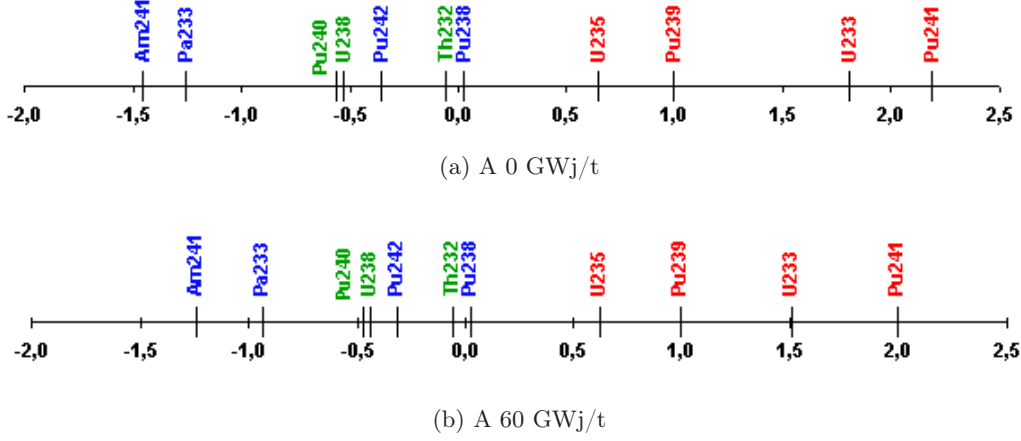 Am241 Pa233 Pu240 U238 Pu242 Th232 Pu238 U235 Pu239 U233 Pu241
-2,0 -1,5 -1,0 -0,5 0,0 0,5 1,0 1,5 2,0 2,5
(a) A 0 GWj/t
Am241 Pa233 Pu240 U238 Pu242 Th232 Pu238 U235 Pu239 U233 Pu241
-2,0 -1,5 -1,0 -0,5 0,0 0,5 1,0 1,5 2,0 2,5
(b) A 60 GWj/t